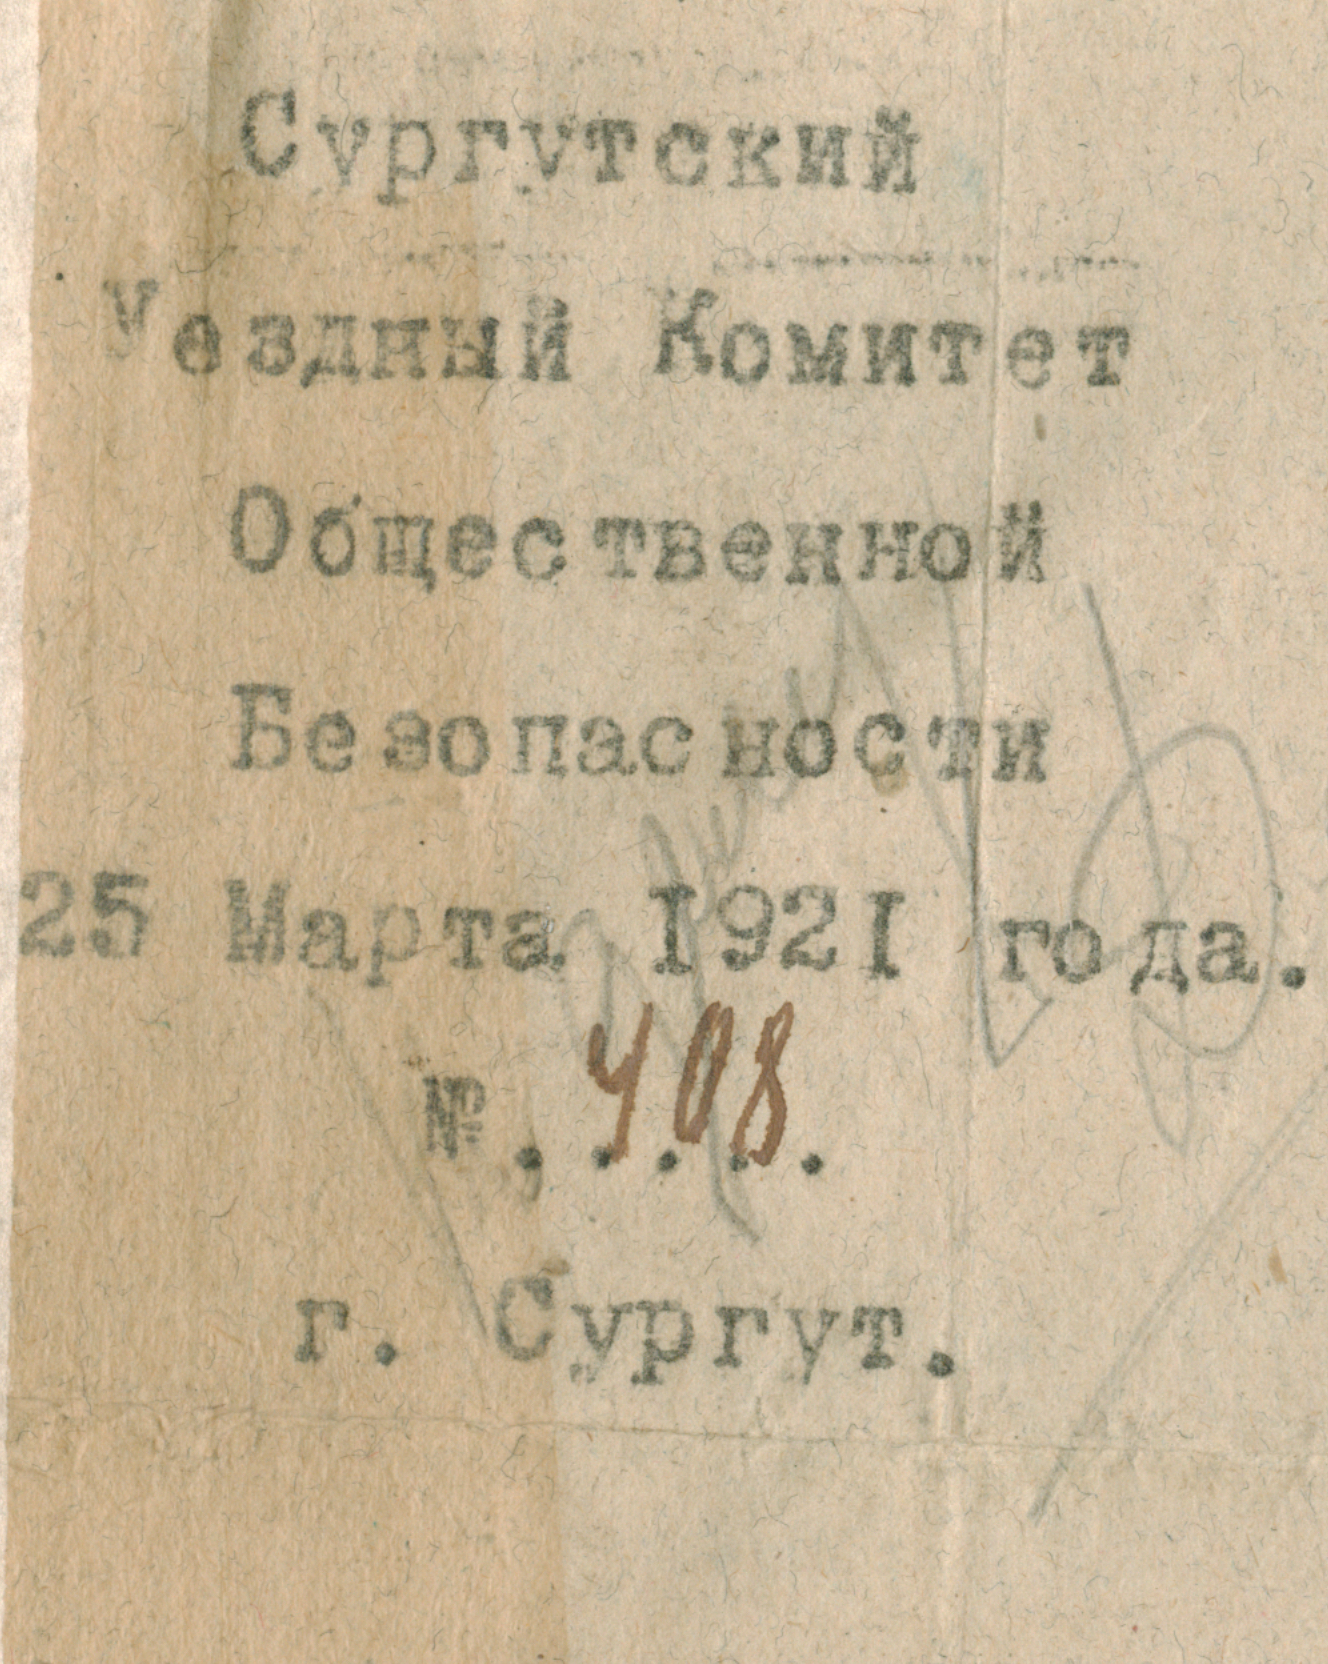 Сургутский
Уездный Комитет
Общественной
Безопасности
25 Марта 1921 года.
№.408...
г. Сургут.